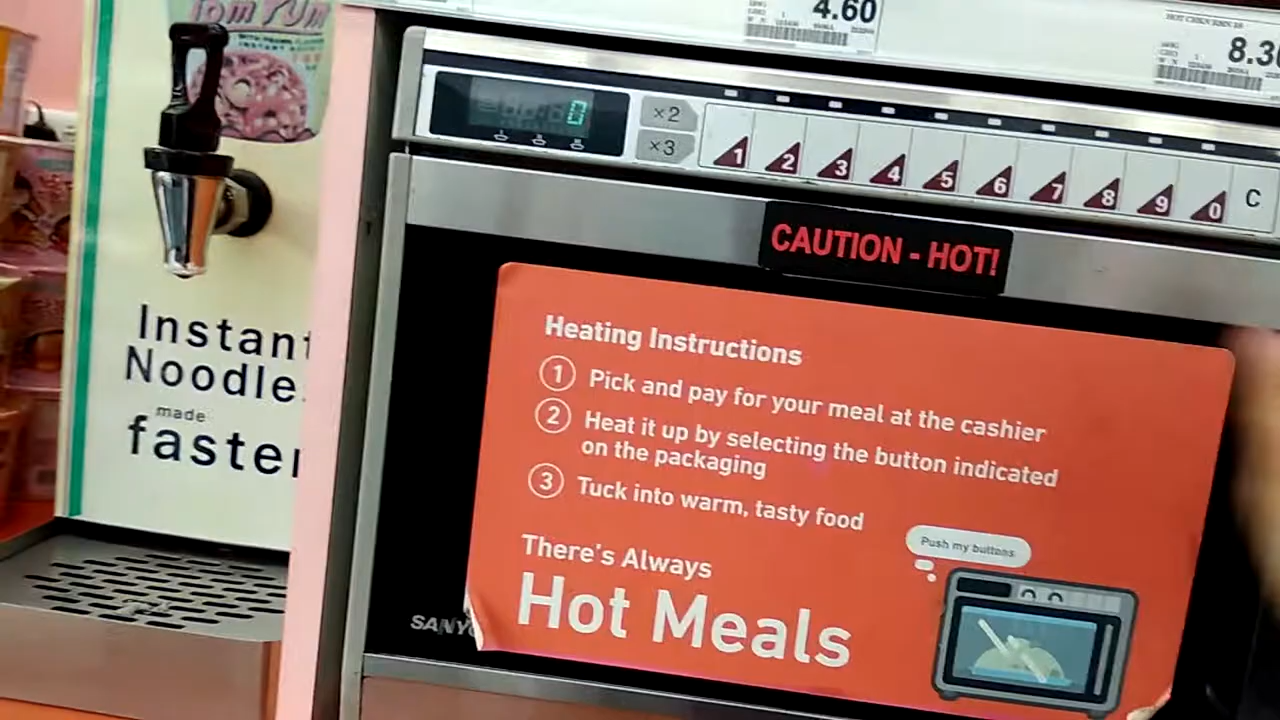 Tom Yum
4.60
8.30
0
×2
×3
1 2 3 4 5 6 7 8 9 0 C
CAUTION - HOT!
Instant
Noodle
made
faster
Heating Instructions
1 Pick and pay for your meal at the cashier
2 Heat it up by selecting the button indicated
on the packaging
3 Tuck into warm, tasty food
There's Always
Hot Meals
Push my buttons
SANYO